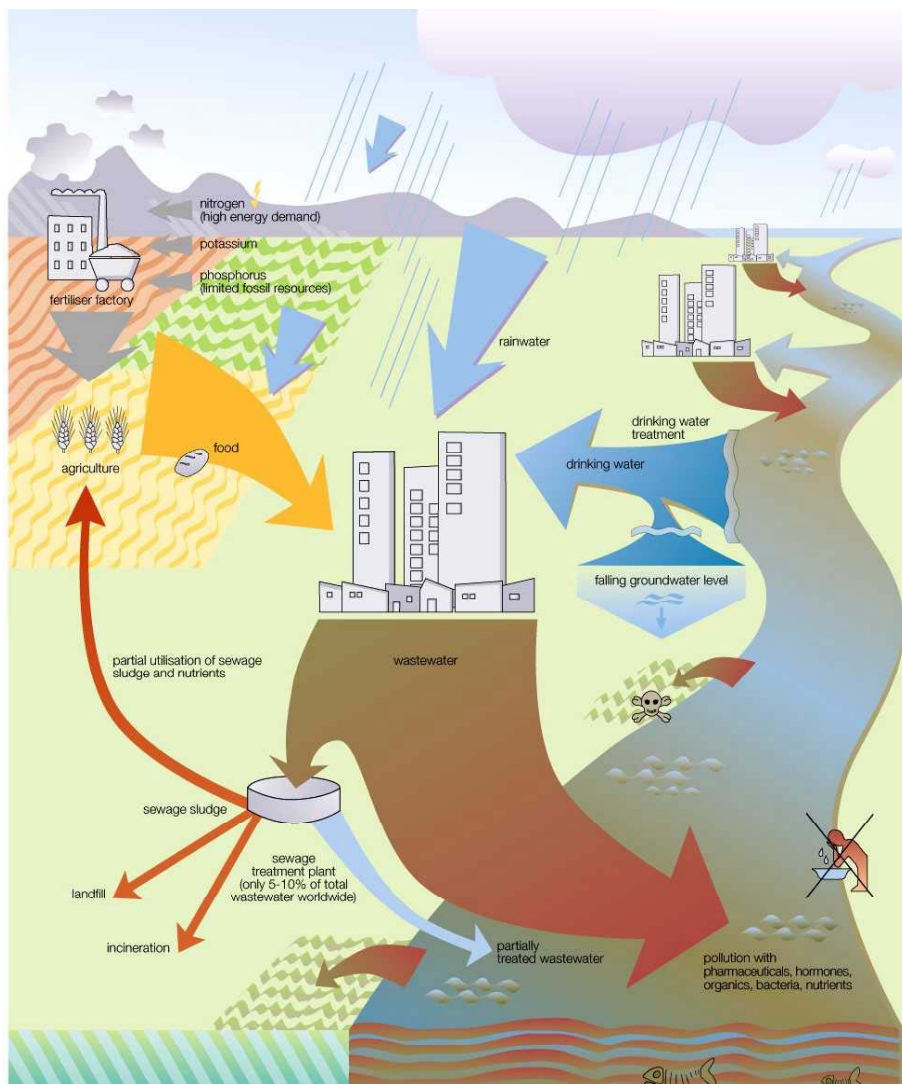 nitrogen
(high energy demand)
potassium
phosphorus
(limited fossil resources)
fertiliser factory
rainwater
drinking water
treatment
food
agriculture
drinking water
falling groundwater level
wastewater
partial utilisation of sewage
sludge and nutrients
sewage sludge
sewage
treatment plant
(only 5-10% of total
wastewater worldwide)
landfill
incineration
partially
treated wastewater
pollution with
pharmaceuticals, hormones,
organics, bacteria, nutrients